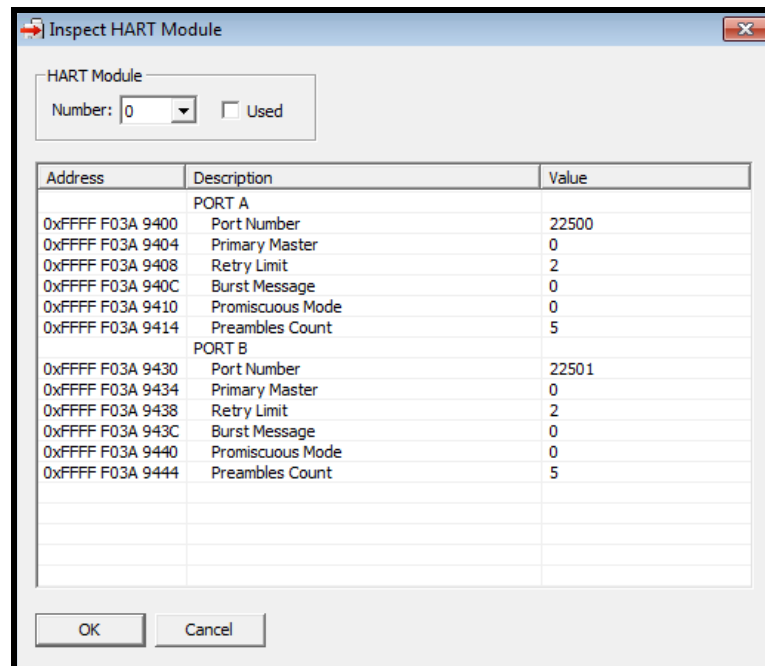 Inspect HART Module
HART Module
Number: 0 Used
Address Description Value
PORT A
0xFFFF F03A 9400 Port Number 22500
0xFFFF F03A 9404 Primary Master 0
0xFFFF F03A 9408 Retry Limit 2
0xFFFF F03A 940C Burst Message 0
0xFFFF F03A 9410 Promiscuous Mode 0
0xFFFF F03A 9414 Preambles Count 5
PORT B
0xFFFF F03A 9430 Port Number 22501
0xFFFF F03A 9434 Primary Master 0
0xFFFF F03A 9438 Retry Limit 2
0xFFFF F03A 943C Burst Message 0
0xFFFF F03A 9440 Promiscuous Mode 0
0xFFFF F03A 9444 Preambles Count 5
OK Cancel